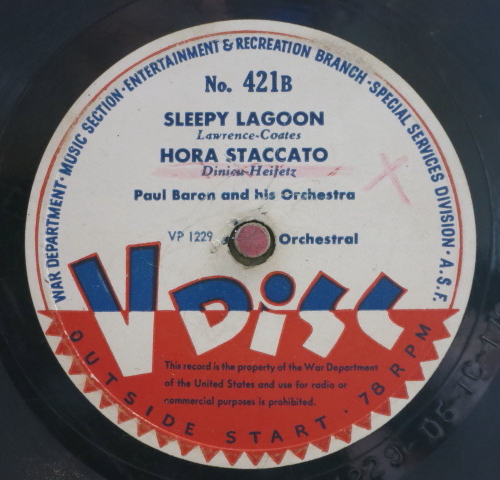 WAR DEPARTMENT · MUSIC SECTION · ENTERTAINMENT & RECREATION BRANCH · SPECIAL SERVICES DIVISION · A.S.F.
No. 421B
SLEEPY LAGOON
Lawrence-Coates
HORA STACCATO
Dinicu-Heifetz
Paul Baron and his Orchestra
VP 1229
Orchestral
V DISC
This record is the property of the War Department
of the United States and use for radio or
commercial purposes is prohibited.
OUTSIDE START · 78 RPM